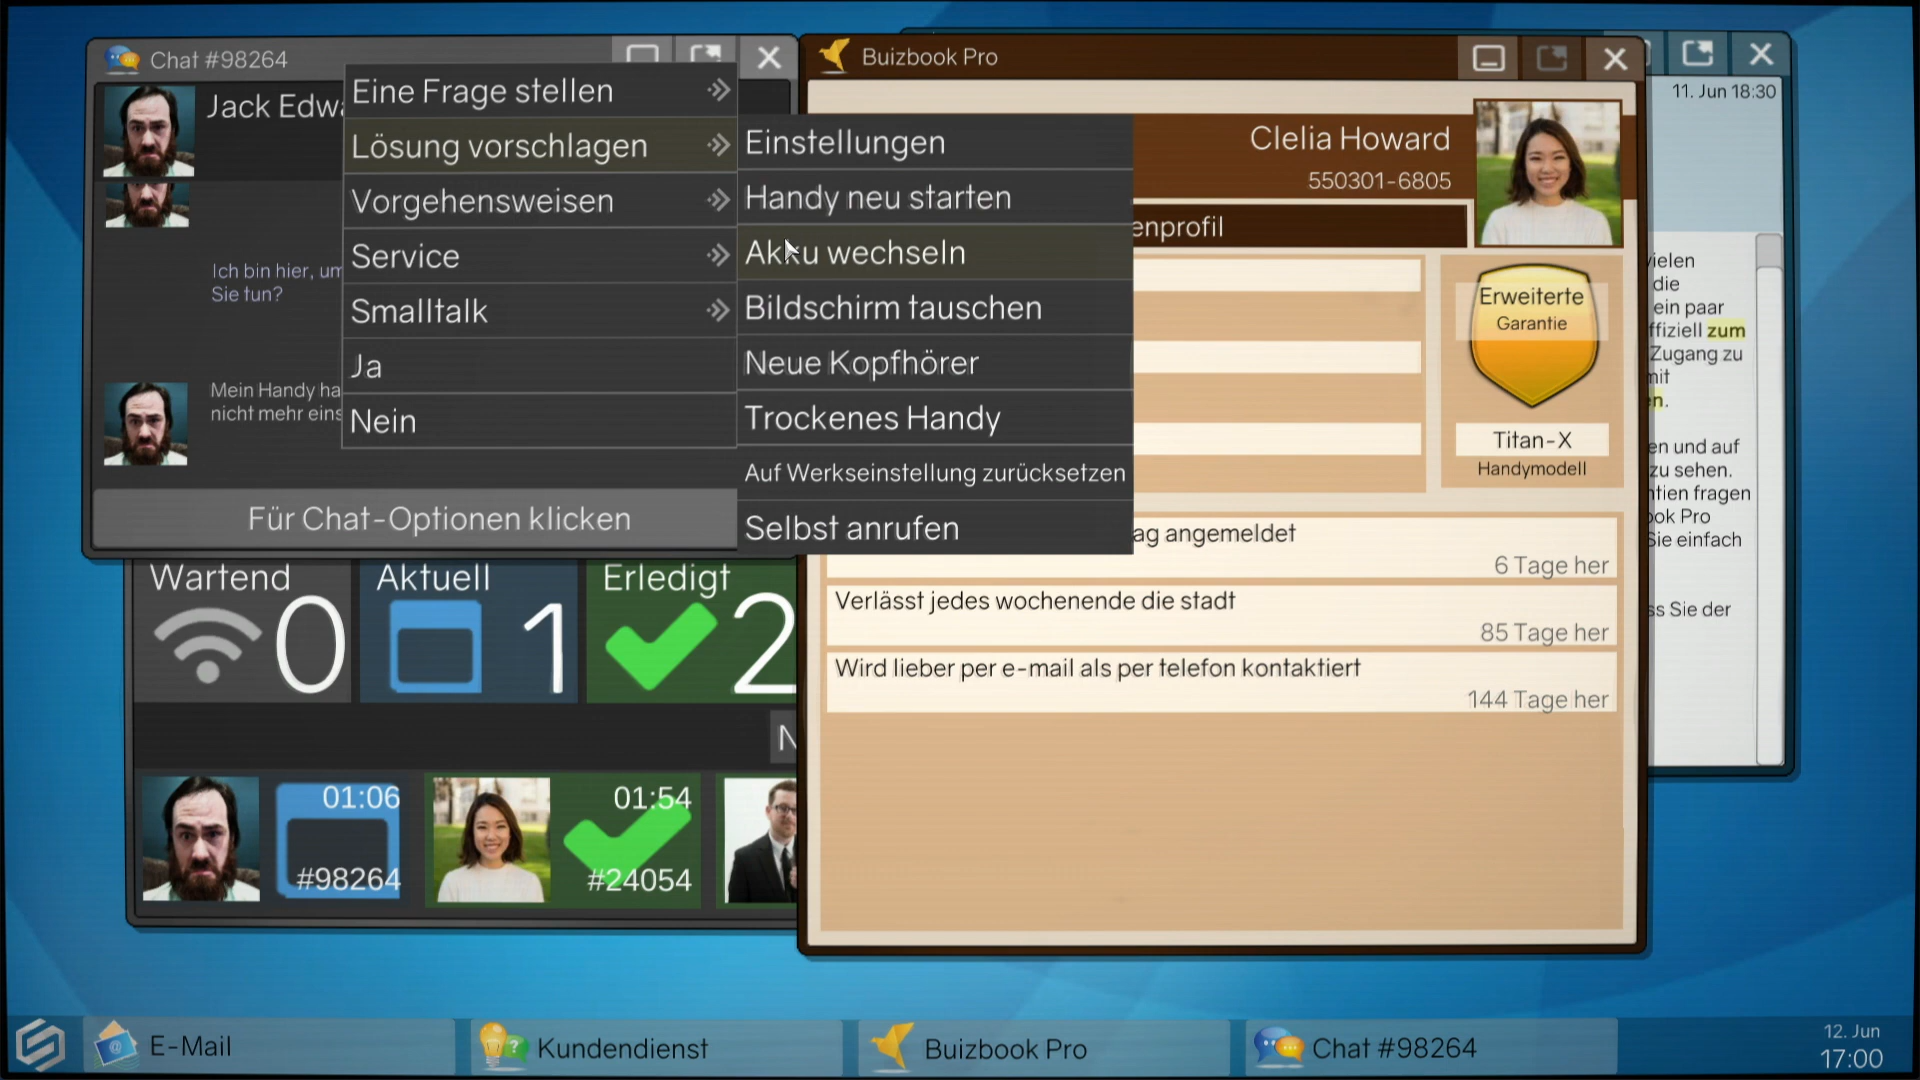 Chat #98264
Jack
Eine Frage stellen
Lösung vorschlagen
Vorgehensweisen
Service
Smalltalk
Ja
Nein
Einstellungen
Handy neu starten
Akku wechseln
Bildschirm tauschen
Neue Kopfhörer
Trockenes Handy
Auf Werkseinstellung zurücksetzen
Selbst anrufen
Ich bin hier, um
Sie tun?
Mein Handy
nicht mehr
Für Chat-Optionen klicken
Wartend
0
Aktuell
1
Erledigt
2
01:06
#98264
01:54
#24054
Buizbook Pro
Clelia Howard
550301-6805
enprofil
Erweiterte
Garantie
Titan-X
Handymodell
ag angemeldet
6 Tage her
Verlässt jedes wochenende die stadt
85 Tage her
Wird lieber per e-mail als per telefon kontaktiert
144 Tage her
11. Jun 18:30
vielen
die
ein paar
ffiziell zum
Zugang zu
mit
en.
en und auf
zu sehen.
ntien fragen
ook Pro
Sie einfach
ss Sie der
E-Mail
Kundendienst
Buizbook Pro
Chat #98264
12. Jun
17:00